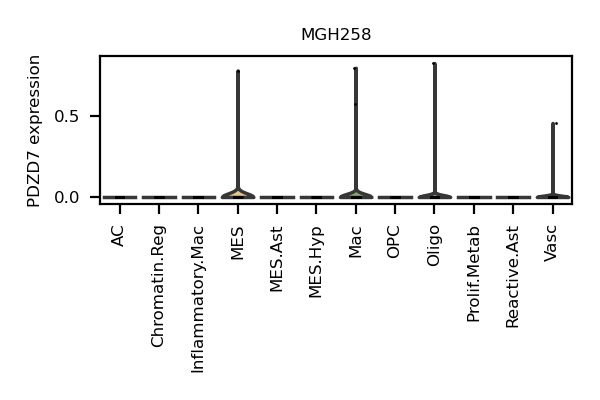 MGH258
PDZD7 expression
0.5
0.0
AC
Chromatin.Reg
Inflammatory.Mac
MES
MES.Ast
MES.Hyp
Mac
OPC
Oligo
Prolif.Metab
Reactive.Ast
Vasc